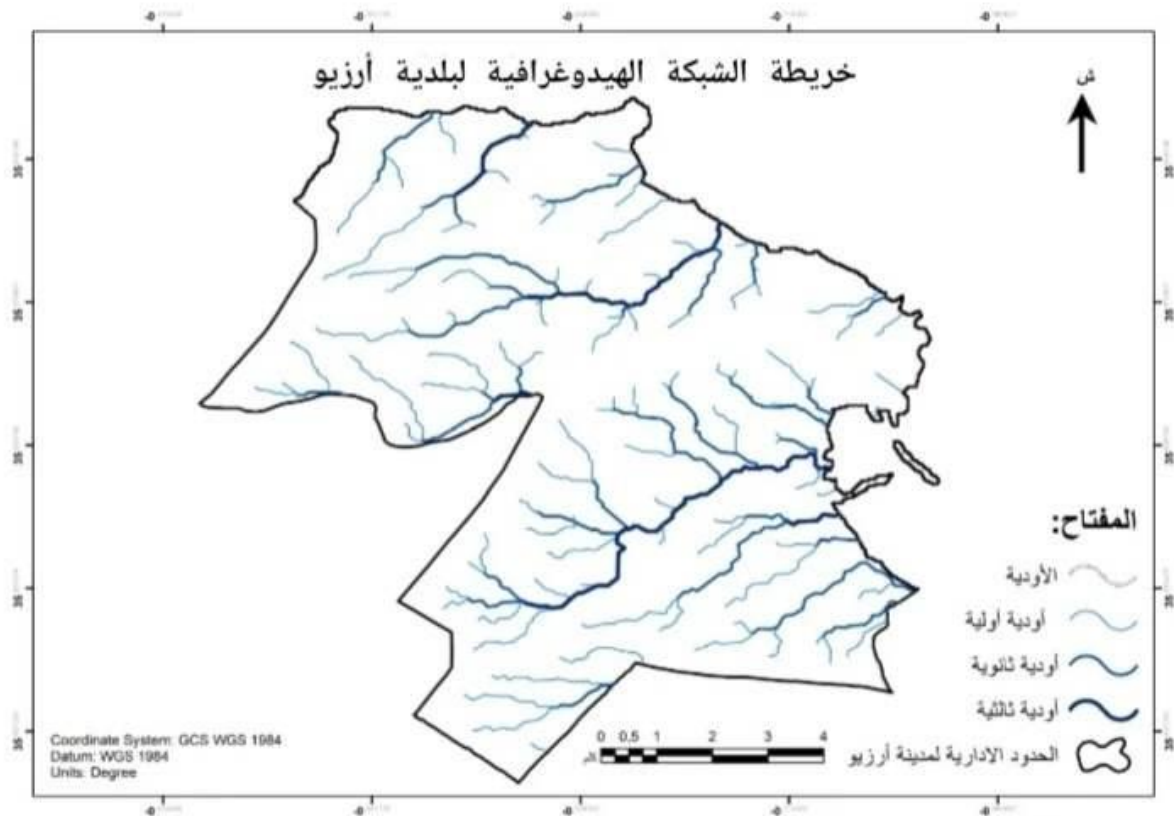 خريطة الشبكة الهيدوغرافية لبلدية أرزيو
ش
المفتاح:
الأودية
أودية أولية
أودية ثانوية
أودية ثالثية
الحدود الادارية لمدينة أرزيو
0 0,5 1 2 3 4
كلم
Coordinate System: GCS WGS 1984
Datum: WGS 1984
Units: Degree